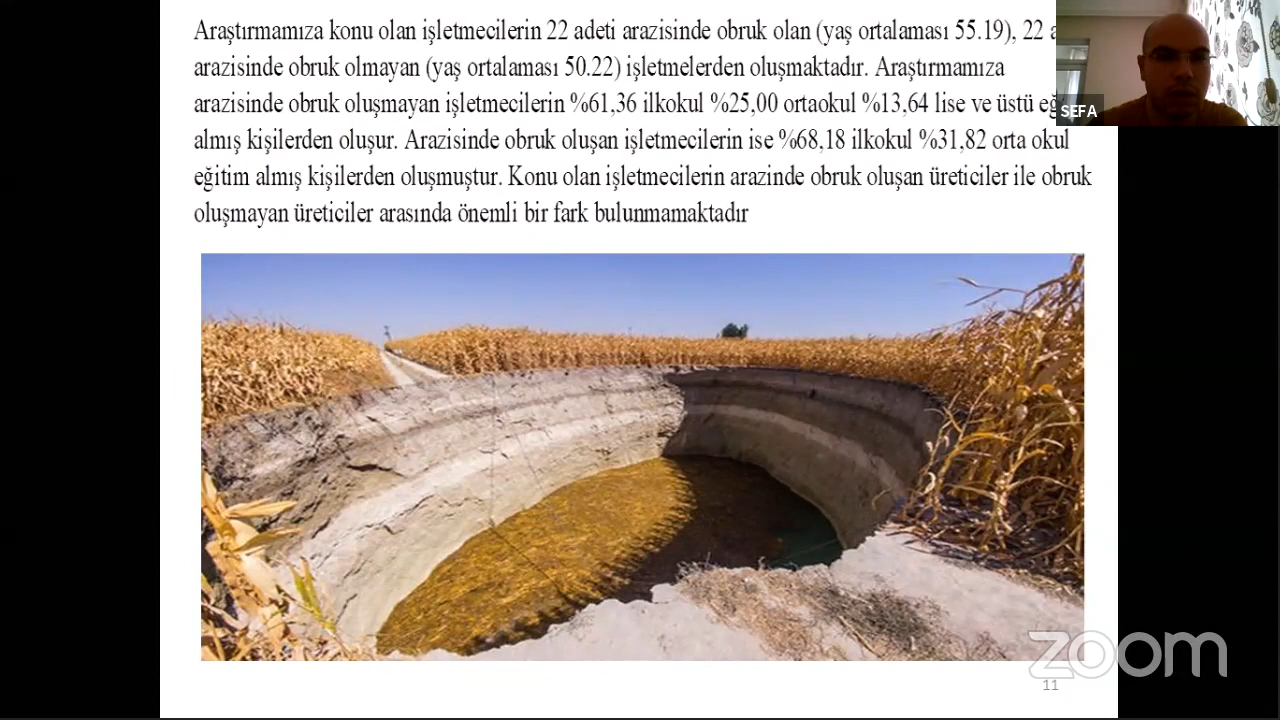 Araştırmamıza konu olan işletmecilerin 22 adeti arazisinde obruk olan (yaş ortalaması 55.19), 22 a
arazisinde obruk olmayan (yaş ortalaması 50.22) işletmelerden oluşmaktadır. Araştırmamıza
arazisinde obruk oluşmayan işletmecilerin %61,36 ilkokul %25,00 ortaokul %13,64 lise ve üstü eğ
SEFA
almış kişilerden oluşur. Arazisinde obruk oluşan işletmecilerin ise %68,18 ilkokul %31,82 orta okul
eğitim almış kişilerden oluşmuştur. Konu olan işletmecilerin arazinde obruk oluşan üreticiler ile obruk
oluşmayan üreticiler arasında önemli bir fark bulunmamaktadır
zoom
11